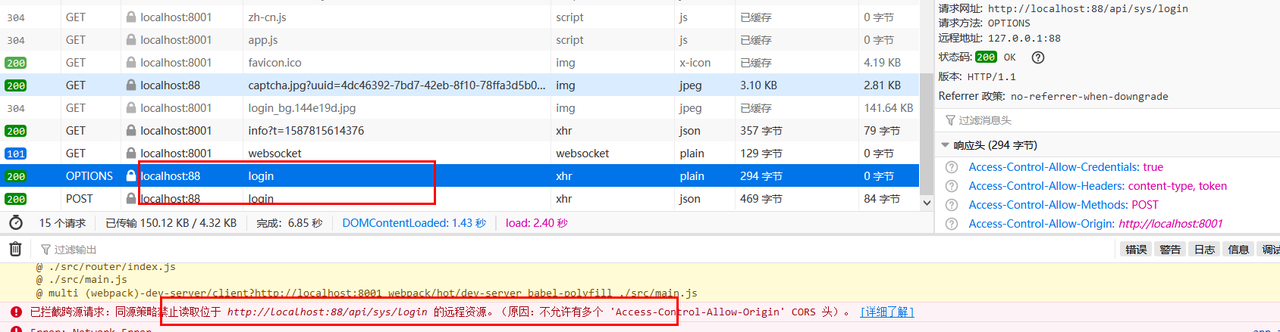 304 GET localhost:8001 zh-cn.js script js 已缓存 0 字节
304 GET localhost:8001 app.js script js 已缓存 0 字节
200 GET localhost:8001 favicon.ico img x-icon 已缓存 4.19 KB
200 GET localhost:88 captcha.jpg?uuid=4dc46392-7bd7-42eb-8f10-78ffa3d5b0... img jpeg 3.10 KB 2.81 KB
304 GET localhost:8001 login_bg.144e19d.jpg img jpeg 已缓存 141.64 KB
200 GET localhost:8001 info?t=1587815614376 xhr json 357 字节 79 字节
101 GET localhost:8001 websocket websocket plain 129 字节 0 字节
200 OPTIONS localhost:88 login xhr plain 294 字节 0 字节
200 POST localhost:88 login xhr json 469 字节 84 字节
15 个请求 已传输 150.12 KB / 4.32 KB 完成：6.85 秒 DOMContentLoaded: 1.43 秒 load: 2.40 秒
请求网址: http://localhost:88/api/sys/login
请求方法: OPTIONS
远程地址: 127.0.0.1:88
状态码: 200 OK
版本: HTTP/1.1
Referrer 政策: no-referrer-when-downgrade
过滤消息头
响应头 (294 字节)
Access-Control-Allow-Credentials: true
Access-Control-Allow-Headers: content-type, token
Access-Control-Allow-Methods: POST
Access-Control-Allow-Origin: http://localhost:8001
过滤输出
错误 警告 日志 信息 调试
@ ./src/router/index.js
@ ./src/main.js
@ multi (webpack)-dev-server/client?http://localhost:8001 webpack/hot/dev-server babel-polyfill ./src/main.js
已拦截跨源请求：同源策略禁止读取位于 http://localhost:88/api/sys/login 的远程资源。（原因：不允许有多个 'Access-Control-Allow-Origin' CORS 头）。 [详细了解]
Error: Network Error